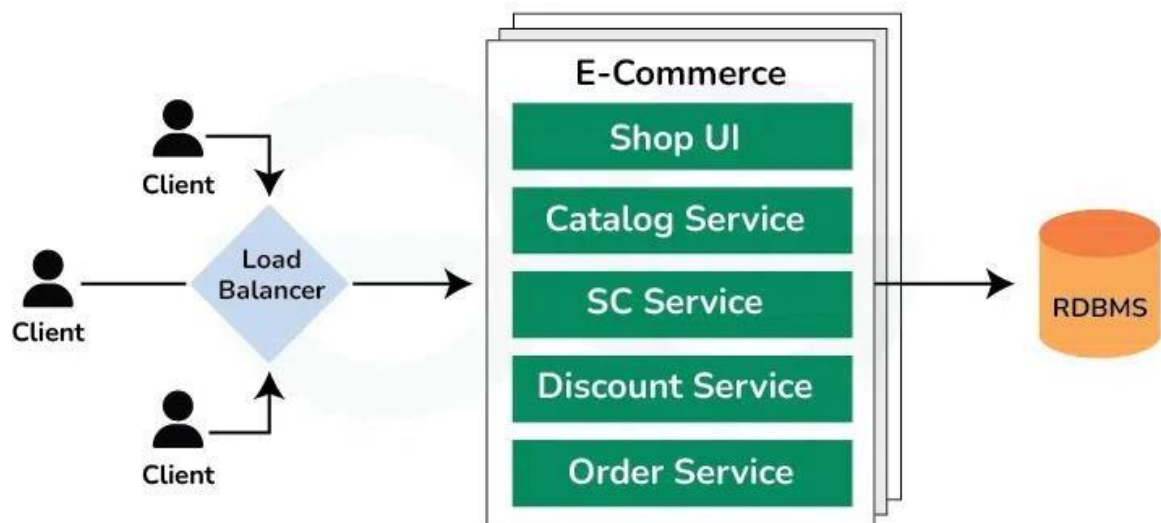 E-Commerce
Shop UI
Catalog Service
SC Service
Discount Service
Order Service
Client
Client
Client
Load
Balancer
RDBMS